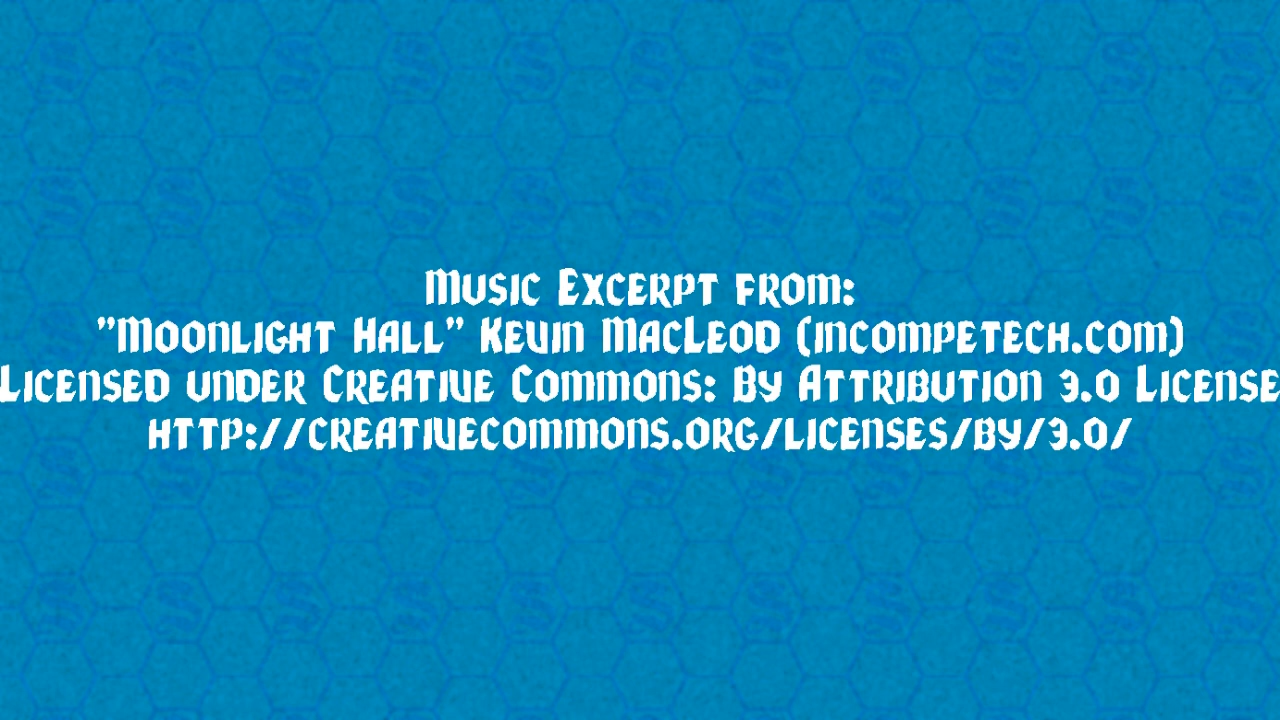 Music Excerpt from:
"Moonlight Hall" Kevin MacLeod (incompetech.com)
Licensed under Creative Commons: By Attribution 3.0 License
http://creativecommons.org/licenses/by/3.0/